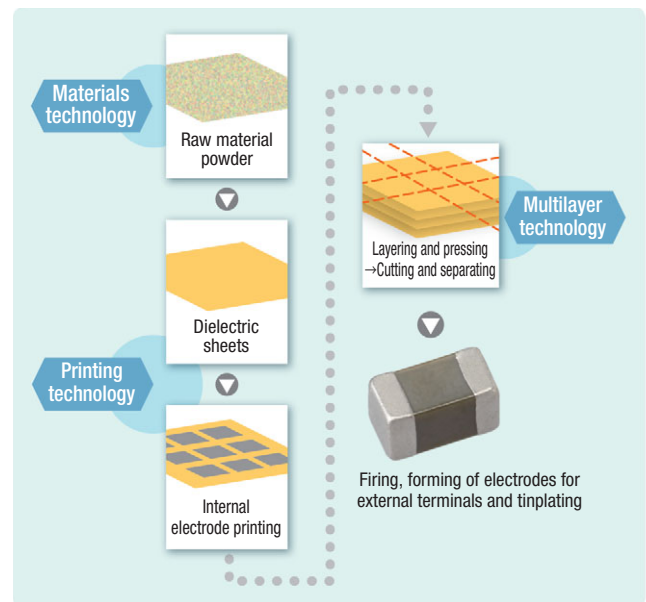 Materials
technology
Raw material
powder
Dielectric
sheets
Printing
technology
Internal
electrode printing
Layering and pressing
→Cutting and separating
Multilayer
technology
Firing, forming of electrodes for
external terminals and tinplating